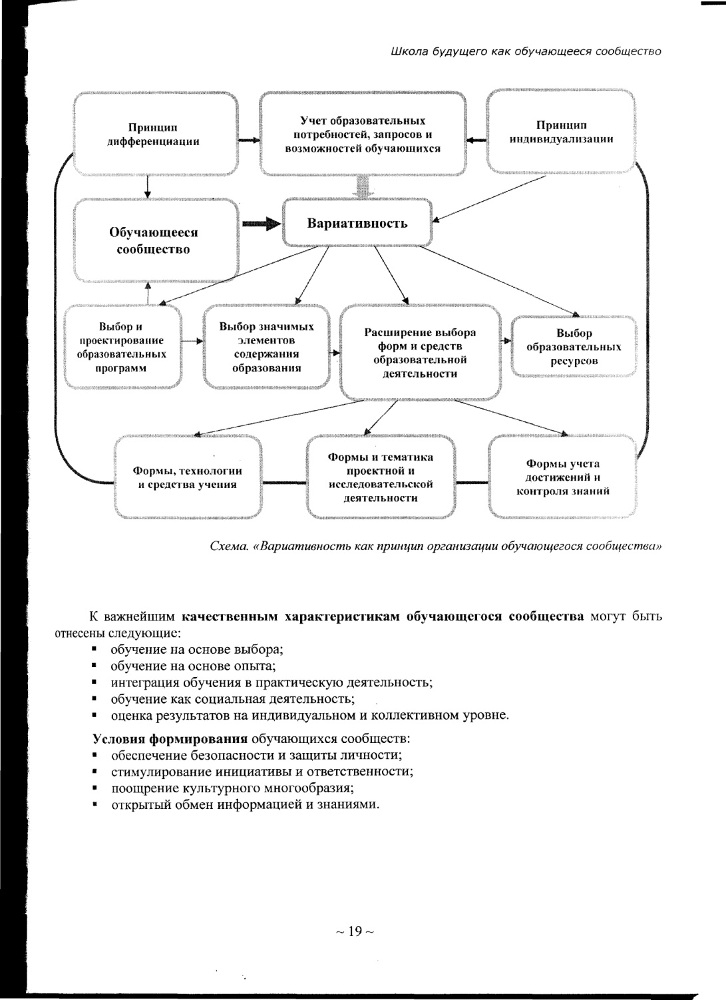 Школа будущего как обучающееся сообщество
Принцип
дифференциации
Учет образовательных
потребностей, запросов и
возможностей обучающихся
Принцип
индивидуализации
Обучающееся
сообщество
Вариативность
Выбор и
проектирование
образовательных
программ
Выбор значимых
элементов
содержания
образования
Расширение выбора
форм и средств
образовательной
деятельности
Выбор
образовательных
ресурсов
Формы, технологии
и средства учения
Формы и тематика
проектной и
исследовательской
деятельности
Формы учета
достижений и
контроля знаний
Схема. «Вариативность как принцип организации обучающегося сообщества»
К важнейшим качественным характеристикам обучающегося сообщества могут быть
отнесены следующие:
▪ обучение на основе выбора;
▪ обучение на основе опыта;
▪ интеграция обучения в практическую деятельность;
▪ обучение как социальная деятельность;
▪ оценка результатов на индивидуальном и коллективном уровне.
Условия формирования обучающихся сообществ:
▪ обеспечение безопасности и защиты личности;
▪ стимулирование инициативы и ответственности;
▪ поощрение культурного многообразия;
▪ открытый обмен информацией и знаниями.
~ 19 ~